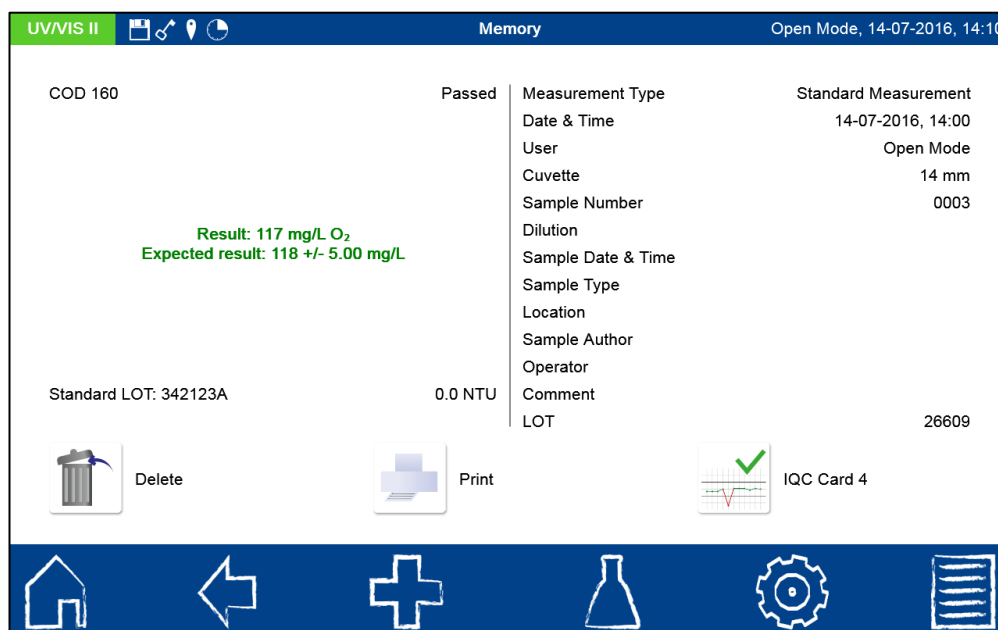 UV/VIS II Memory Open Mode, 14-07-2016, 14:10
COD 160 Passed
Result: 117 mg/L O₂
Expected result: 118 +/- 5.00 mg/L
Standard LOT: 342123A 0.0 NTU
Measurement Type Standard Measurement
Date & Time 14-07-2016, 14:00
User Open Mode
Cuvette 14 mm
Sample Number 0003
Dilution
Sample Date & Time
Sample Type
Location
Sample Author
Operator
Comment
LOT 26609
Delete Print IQC Card 4